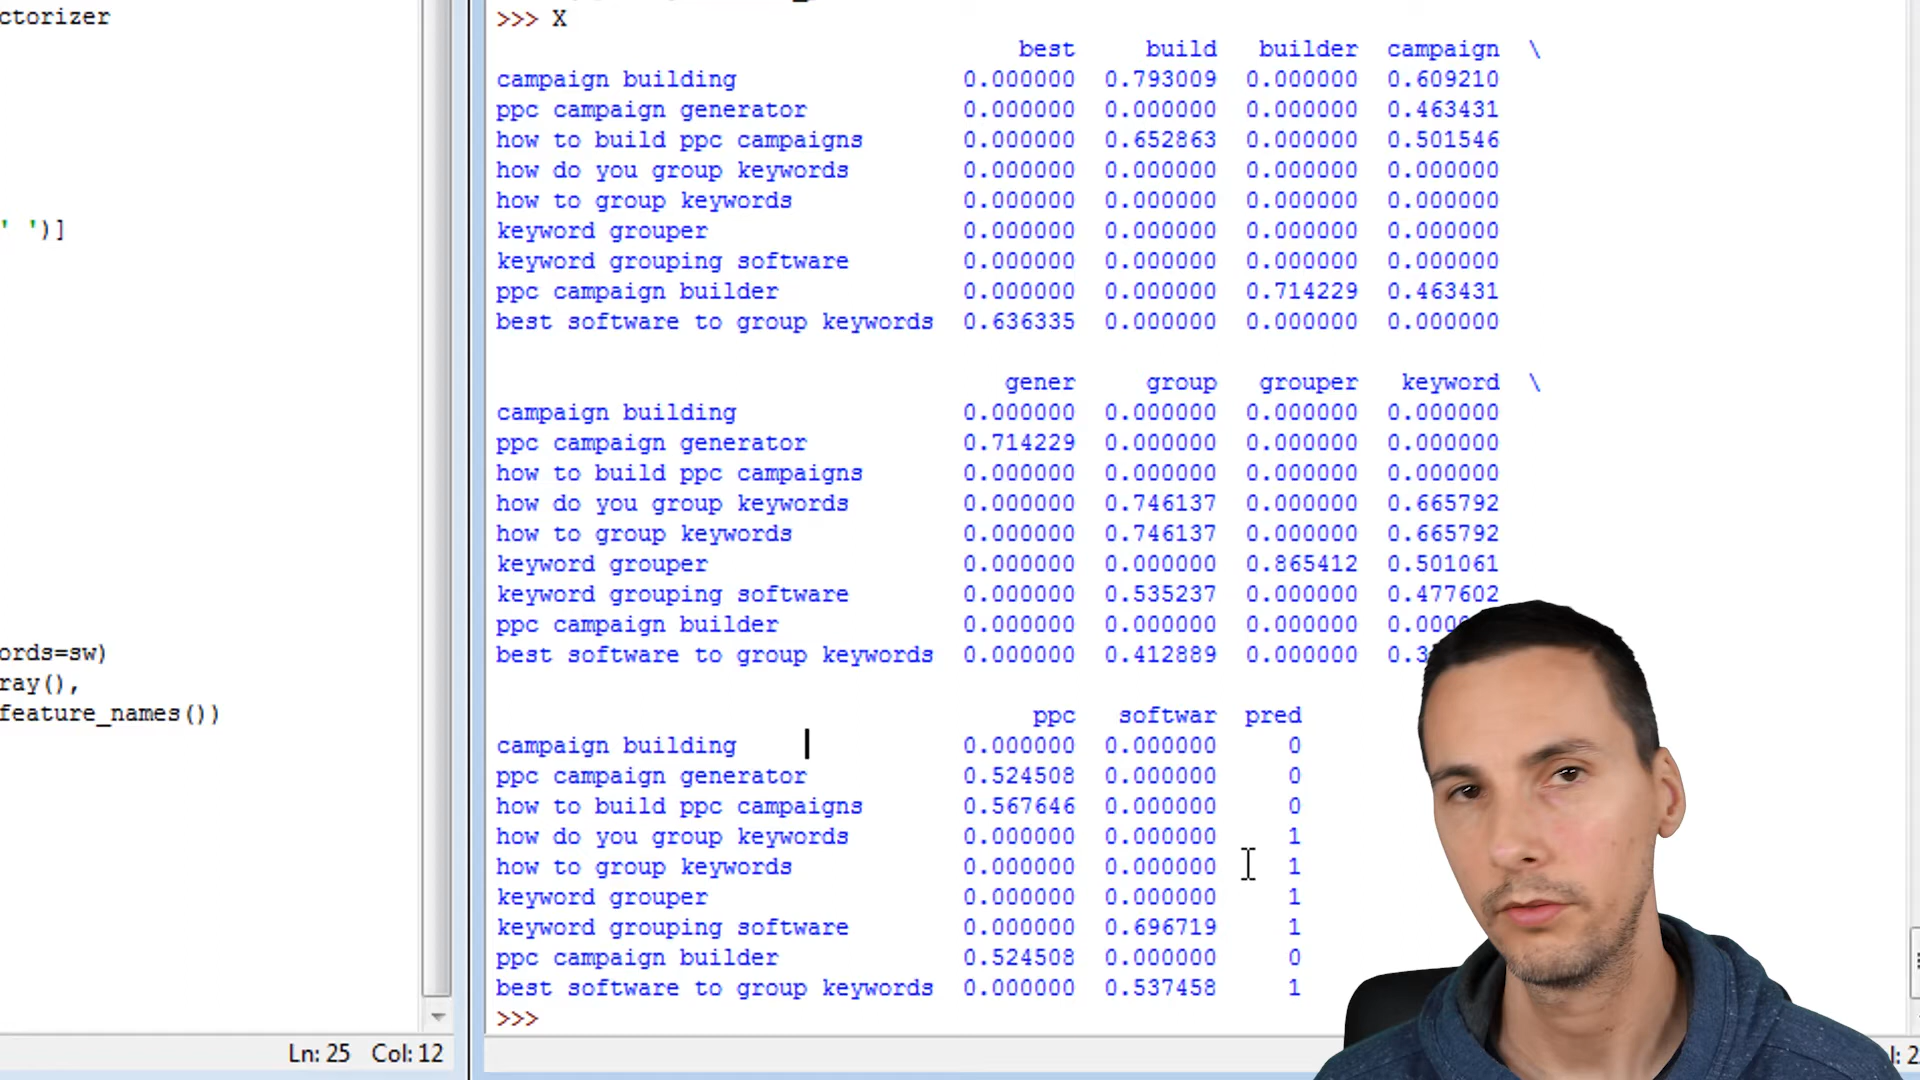 ctorizer
' ')]
ords=sw)
ray(),
feature_names())
Ln: 25 Col: 12
>>> X
best build builder campaign \
campaign building 0.000000 0.793009 0.000000 0.609210
ppc campaign generator 0.000000 0.000000 0.000000 0.463431
how to build ppc campaigns 0.000000 0.652863 0.000000 0.501546
how do you group keywords 0.000000 0.000000 0.000000 0.000000
how to group keywords 0.000000 0.000000 0.000000 0.000000
keyword grouper 0.000000 0.000000 0.000000 0.000000
keyword grouping software 0.000000 0.000000 0.000000 0.000000
ppc campaign builder 0.000000 0.000000 0.714229 0.463431
best software to group keywords 0.636335 0.000000 0.000000 0.000000
gener group grouper keyword \
campaign building 0.000000 0.000000 0.000000 0.000000
ppc campaign generator 0.714229 0.000000 0.000000 0.000000
how to build ppc campaigns 0.000000 0.000000 0.000000 0.000000
how do you group keywords 0.000000 0.746137 0.000000 0.665792
how to group keywords 0.000000 0.746137 0.000000 0.665792
keyword grouper 0.000000 0.000000 0.865412 0.501061
keyword grouping software 0.000000 0.535237 0.000000 0.477602
ppc campaign builder 0.000000 0.000000 0.000000
best software to group keywords 0.000000 0.412889 0.000000
ppc softwar pred
campaign building 0.000000 0.000000 0
ppc campaign generator 0.524508 0.000000 0
how to build ppc campaigns 0.567646 0.000000 0
how do you group keywords 0.000000 0.000000 1
how to group keywords 0.000000 0.000000 1
keyword grouper 0.000000 0.000000 1
keyword grouping software 0.000000 0.696719 1
ppc campaign builder 0.524508 0.000000 0
best software to group keywords 0.000000 0.537458 1
>>>